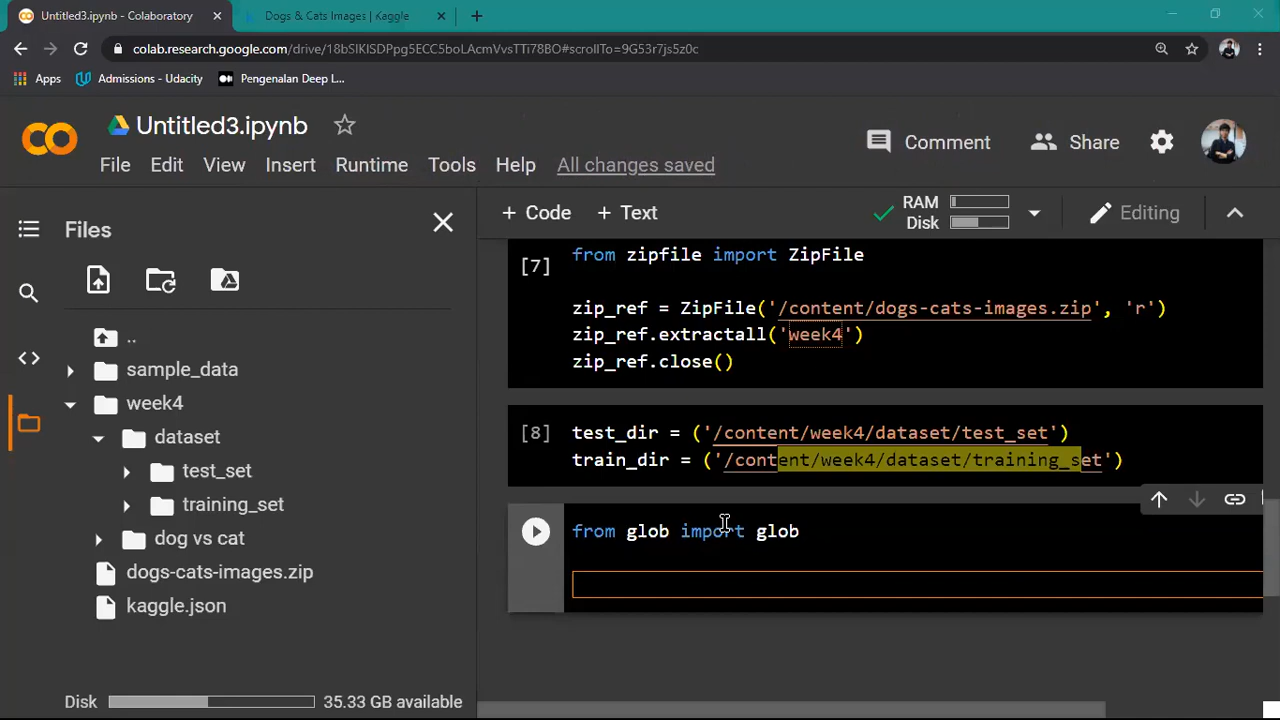 Untitled3.ipynb - Colaboratory
Dogs & Cats Images | Kaggle
colab.research.google.com/drive/18bSlKISDPpg5ECC5boLAcmVvsTTi78BO#scrollTo=9G53r7js5z0c
Apps
Admissions - Udacity
Pengenalan Deep L...
Untitled3.ipynb
Comment
Share
File
Edit
View
Insert
Runtime
Tools
Help
All changes saved
+ Code
+ Text
RAM
Disk
Editing
Files
..
sample_data
week4
dataset
test_set
training_set
dog vs cat
dogs-cats-images.zip
kaggle.json
Disk
35.33 GB available
[7]
from zipfile import ZipFile
zip_ref = ZipFile('/content/dogs-cats-images.zip', 'r')
zip_ref.extractall('week4')
zip_ref.close()
[8]
test_dir = ('/content/week4/dataset/test_set')
train_dir = ('/content/week4/dataset/training_set')
from glob import glob